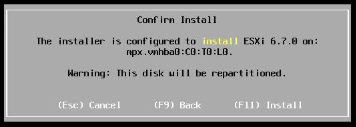 Confirm Install
The installer is configured to install ESXi 6.7.0 on:
mpx.vmhba0:C0:T0:L0.
Warning: This disk will be repartitioned.
(Esc) Cancel (F9) Back (F11) Install